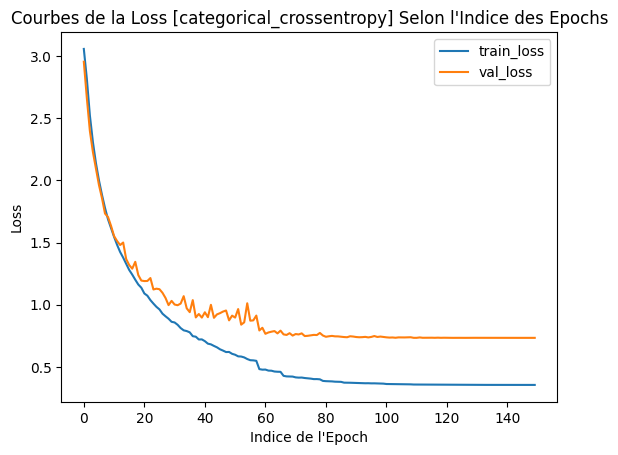 Courbes de la Loss [categorical_crossentropy] Selon l'Indice des Epochs
train_loss
val_loss
Loss
3.0
2.5
2.0
1.5
1.0
0.5
0 20 40 60 80 100 120 140
Indice de l'Epoch